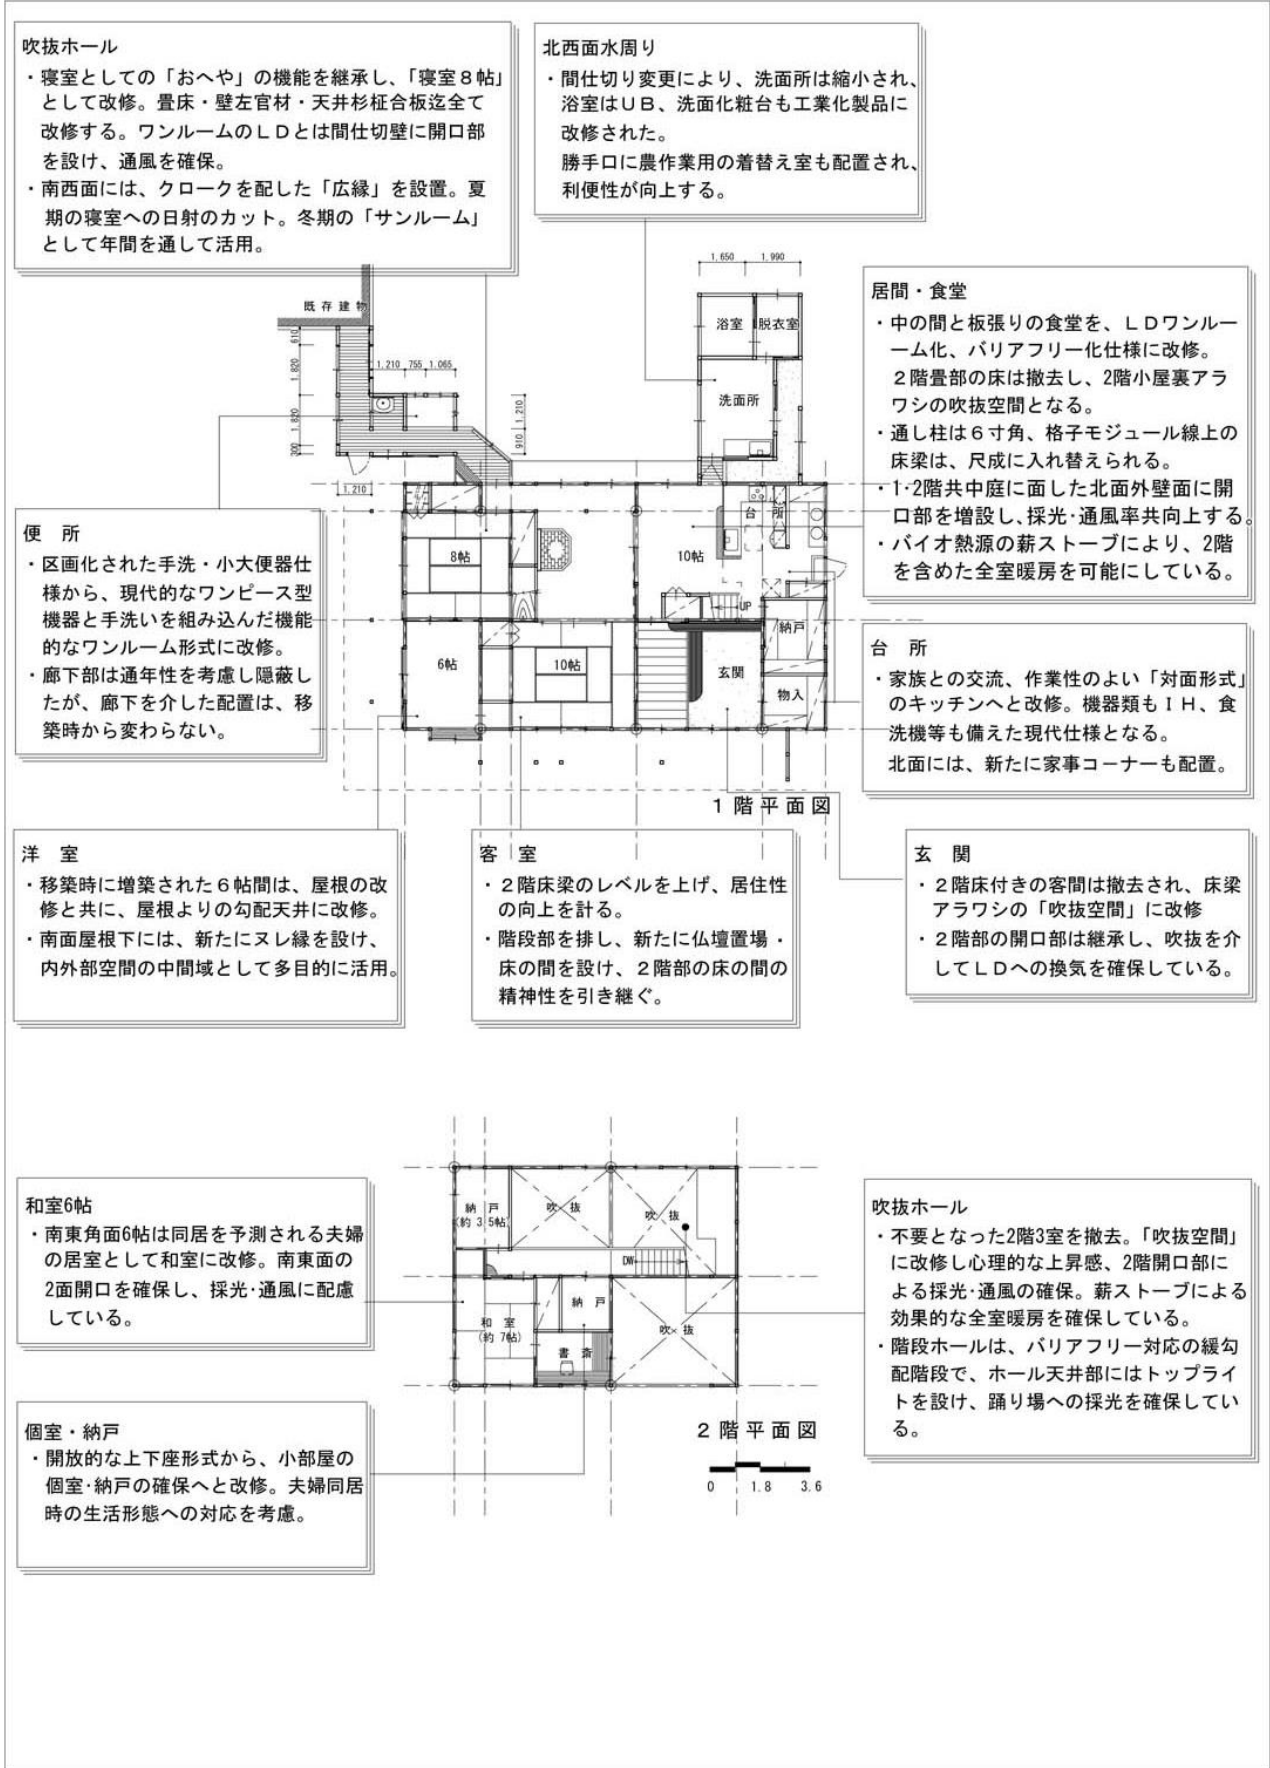 吹抜ホール
・寝室としての「おへや」の機能を継承し、「寝室８帖」
として改修。畳床・壁左官材・天井杉柾合板迄全て
改修する。ワンルームのＬＤとは間仕切壁に開口部
を設け、通風を確保。
・南西面には、クロークを配した「広縁」を設置。夏
期の寝室への日射のカット。冬期の「サンルーム」
として年間を通して活用。
北西面水周り
・間仕切り変更により、洗面所は縮小され、
浴室はＵＢ、洗面化粧台も工業化製品に
改修された。
勝手口に農作業用の着替え室も配置され、
利便性が向上する。
居間・食堂
・中の間と板張りの食堂を、ＬＤワンルー
ーム化、バリアフリー化仕様に改修。
２階畳部の床は撤去し、2階小屋裏アラ
ワシの吹抜空間となる。
・通し柱は６寸角、格子モジュール線上の
床梁は、尺成に入れ替えられる。
・1･2階共中庭に面した北面外壁面に開
口部を増設し､採光･通風率共向上する。
・バイオ熱源の薪ストーブにより、2階
を含めた全室暖房を可能にしている。
便　所
・区画化された手洗・小大便器仕
様から、現代的なワンピース型
機器と手洗いを組み込んだ機能
的なワンルーム形式に改修。
・廊下部は通年性を考慮し隠蔽し
たが、廊下を介した配置は、移
築時から変わらない。
台　所
・家族との交流、作業性のよい「対面形式」
のキッチンへと改修。機器類もＩＨ、食
洗機等も備えた現代仕様となる。
北面には、新たに家事コーナーも配置。
既存建物
610
1,820
1,820
300
1,210
755
1,065
1,210
910
1,210
1,650
1,990
浴室
脱衣室
洗面所
台　所
8帖
10帖
UP
納戸
6帖
10帖
玄関
物入
１階平面図
洋　室
・移築時に増築された６帖間は、屋根の改
修と共に、屋根よりの勾配天井に改修。
・南面屋根下には、新たにヌレ縁を設け、
内外部空間の中間域として多目的に活用。
客　室
・２階床梁のレベルを上げ、居住性
の向上を計る。
・階段部を排し、新たに仏壇置場・
床の間を設け、２階部の床の間の
精神性を引き継ぐ。
玄　関
・２階床付きの客間は撤去され、床梁
アラワシの「吹抜空間」に改修
・２階部の開口部は継承し、吹抜を介
してＬＤへの換気を確保している。
和室6帖
・南東角面6帖は同居を予測される夫婦
の居室として和室に改修。南東面の
2面開口を確保し、採光･通風に配慮
している。
個室・納戸
・開放的な上下座形式から、小部屋の
個室･納戸の確保へと改修。夫婦同居
時の生活形態への対応を考慮。
納　戸
(約 3.5帖)
吹　抜
吹　抜
DW
納　戸
和　室
(約 7帖)
書　斎
吹　抜
２階平面図
0　1.8　3.6
吹抜ホール
・不要となった2階3室を撤去。「吹抜空間」
に改修し心理的な上昇感、2階開口部に
よる採光･通風の確保。薪ストーブによる
効果的な全室暖房を確保している。
・階段ホールは、バリアフリー対応の緩勾
配階段で、ホール天井部にはトップライ
トを設け、踊り場への採光を確保してい
る。